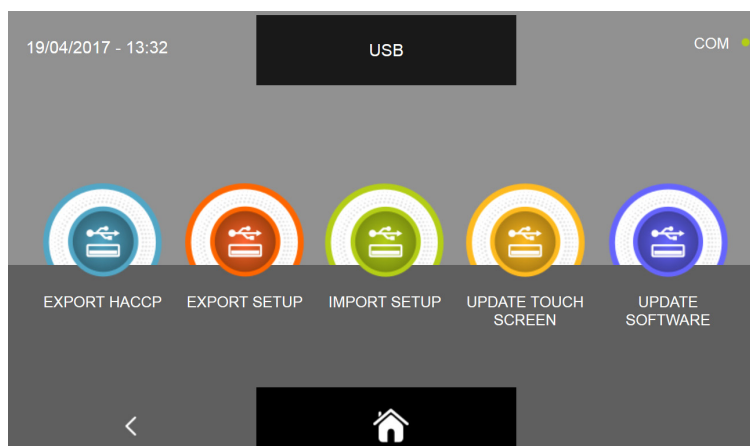 19/04/2017 - 13:32
USB
COM
EXPORT HACCP
EXPORT SETUP
IMPORT SETUP
UPDATE TOUCH
SCREEN
UPDATE
SOFTWARE